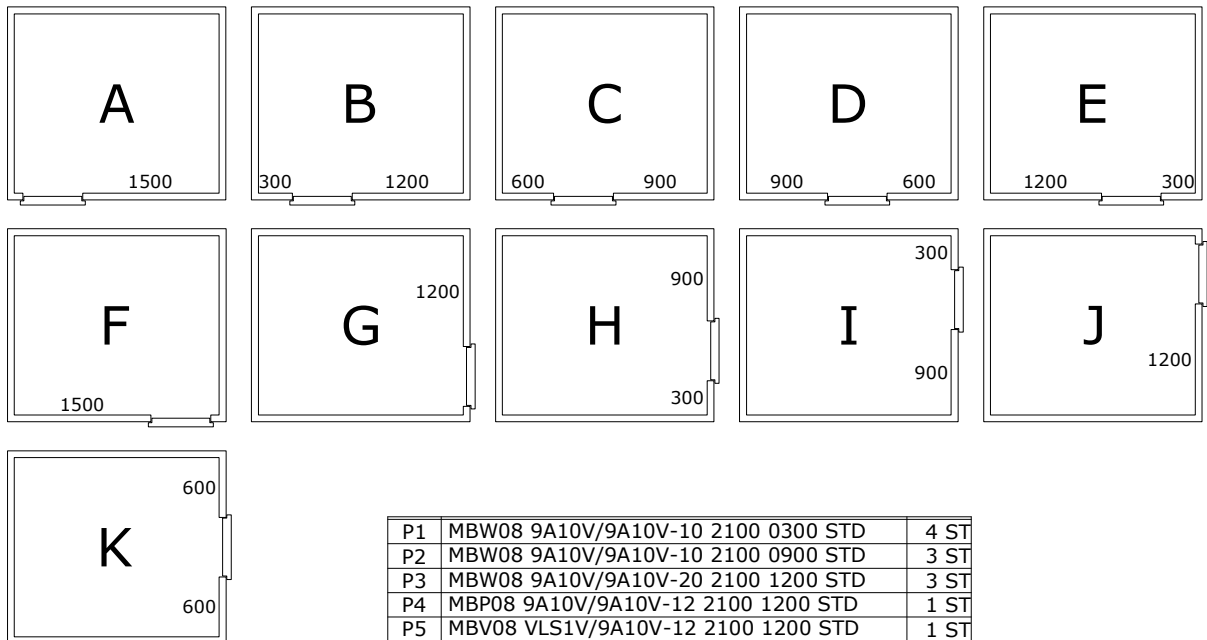 A
B
C
D
E
1500
300 1200
600 900
900 600
1200 300
F
G
H
I
J
1500
1200
900
300
300
900
1200
K
600
600
P1 MBW08 9A10V/9A10V-10 2100 0300 STD 4 ST
P2 MBW08 9A10V/9A10V-10 2100 0900 STD 3 ST
P3 MBW08 9A10V/9A10V-20 2100 1200 STD 3 ST
P4 MBP08 9A10V/9A10V-12 2100 1200 STD 1 ST
P5 MBV08 VLS1V/9A10V-12 2100 1200 STD 1 ST